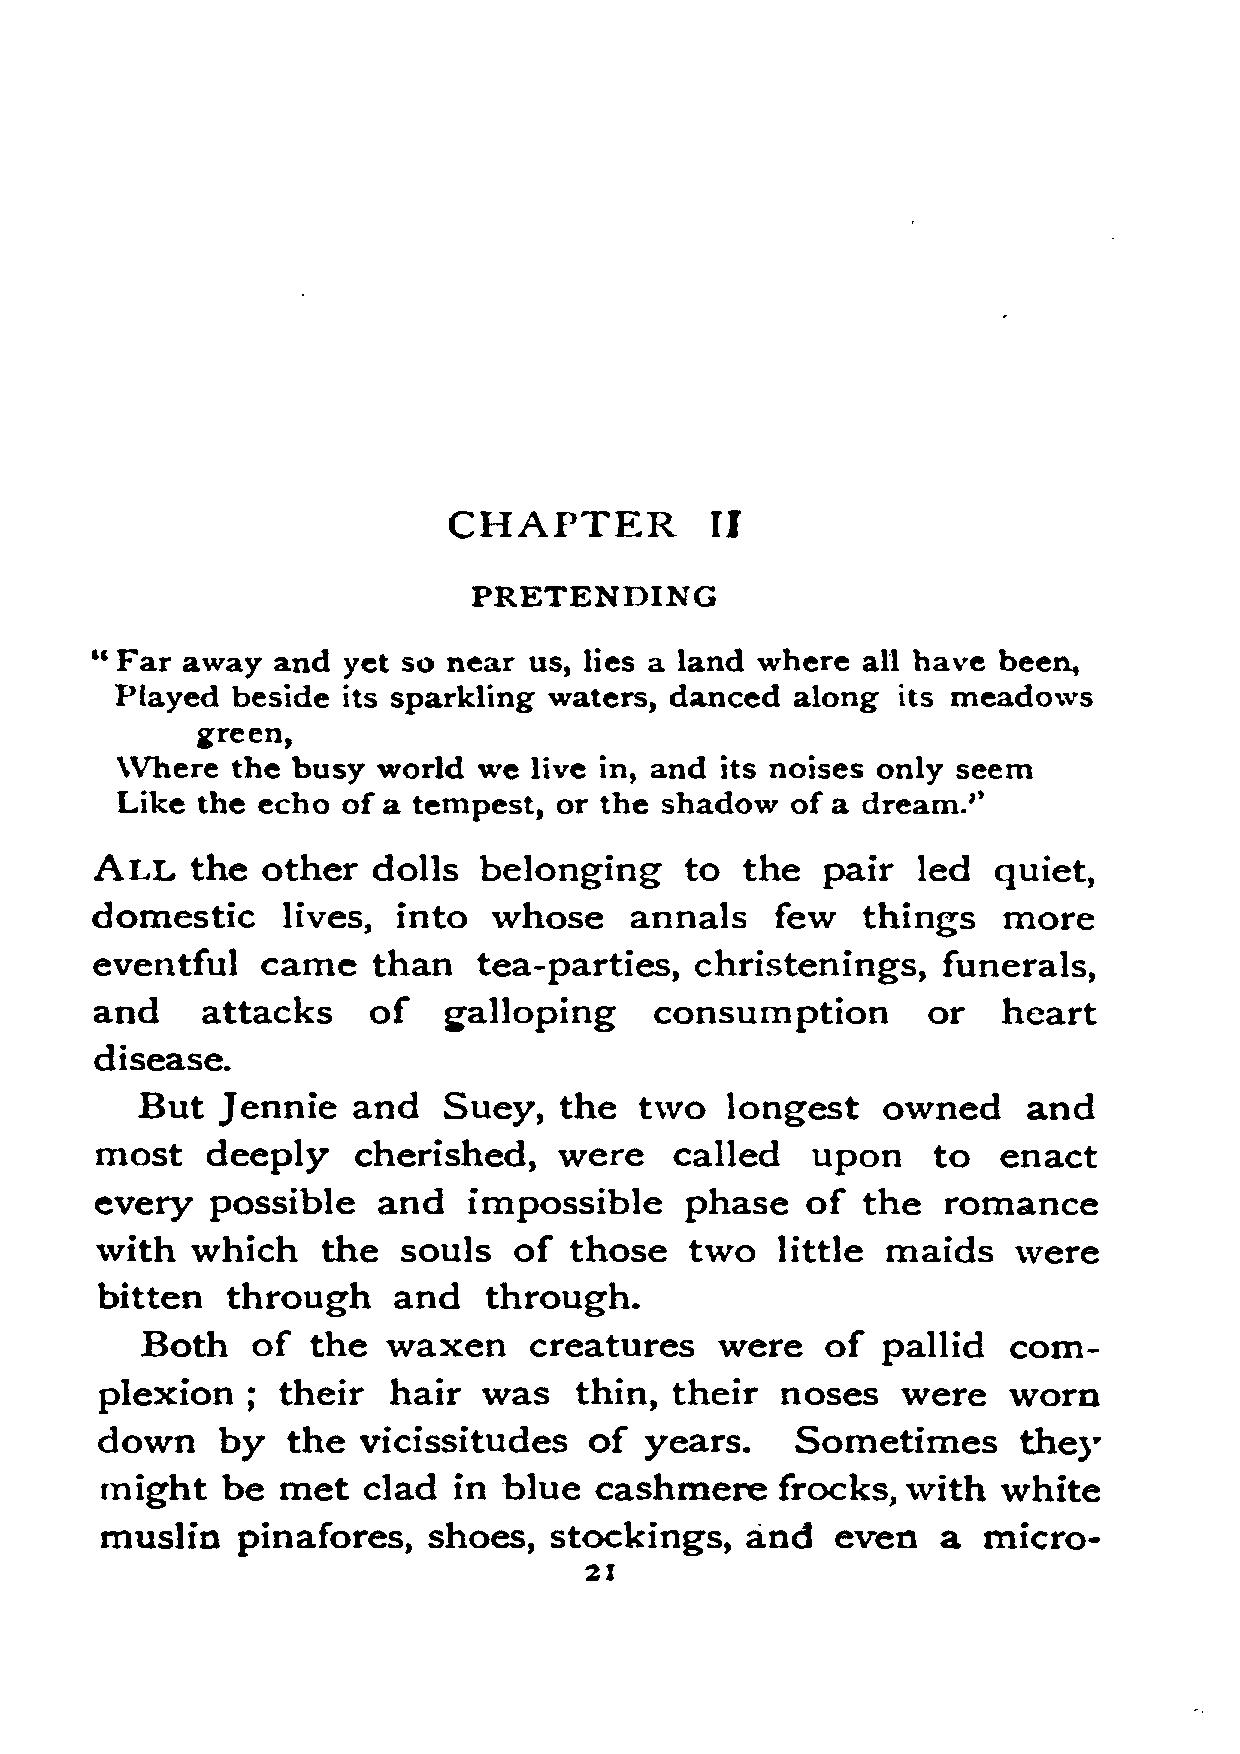 CHAPTER II
PRETENDING
“Far away and yet so near us, lies a land where all have been,
Played beside its sparkling waters, danced along its meadows
green,
Where the busy world we live in, and its noises only seem
Like the echo of a tempest, or the shadow of a dream.”
ALL the other dolls belonging to the pair led quiet,
domestic lives, into whose annals few things more
eventful came than tea-parties, christenings, funerals,
and attacks of galloping consumption or heart
disease.
But Jennie and Suey, the two longest owned and
most deeply cherished, were called upon to enact
every possible and impossible phase of the romance
with which the souls of those two little maids were
bitten through and through.
Both of the waxen creatures were of pallid com-
plexion ; their hair was thin, their noses were worn
down by the vicissitudes of years. Sometimes they
might be met clad in blue cashmere frocks, with white
muslin pinafores, shoes, stockings, and even a micro-
21